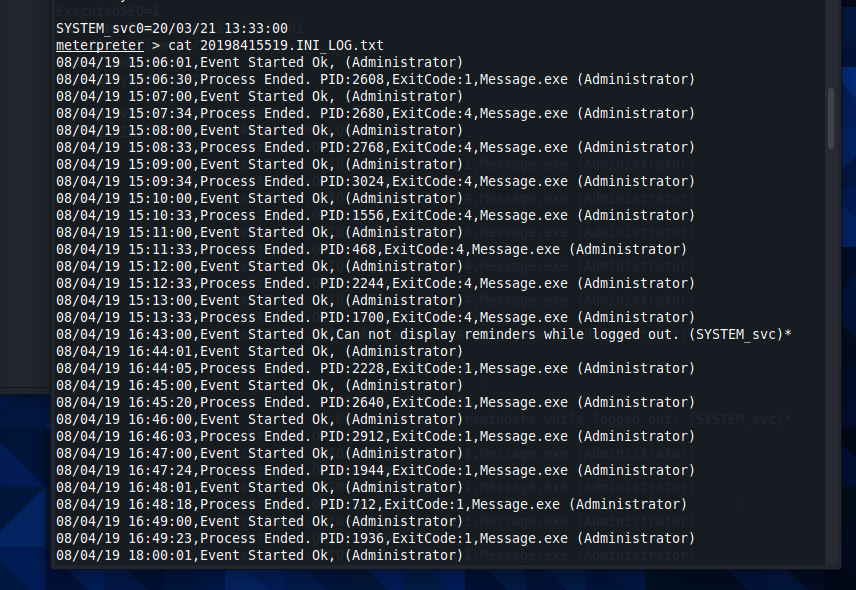 ExecutedSEQ=1
SYSTEM_svc0=20/03/21 13:33:00
meterpreter > cat 20198415519.INI_LOG.txt
08/04/19 15:06:01,Event Started Ok, (Administrator)
08/04/19 15:06:30,Process Ended. PID:2608,ExitCode:1,Message.exe (Administrator)
08/04/19 15:07:00,Event Started Ok, (Administrator)
08/04/19 15:07:34,Process Ended. PID:2680,ExitCode:4,Message.exe (Administrator)
08/04/19 15:08:00,Event Started Ok, (Administrator)
08/04/19 15:08:33,Process Ended. PID:2768,ExitCode:4,Message.exe (Administrator)
08/04/19 15:09:00,Event Started Ok, (Administrator)
08/04/19 15:09:34,Process Ended. PID:3024,ExitCode:4,Message.exe (Administrator)
08/04/19 15:10:00,Event Started Ok, (Administrator)
08/04/19 15:10:33,Process Ended. PID:1556,ExitCode:4,Message.exe (Administrator)
08/04/19 15:11:00,Event Started Ok, (Administrator)
08/04/19 15:11:33,Process Ended. PID:468,ExitCode:4,Message.exe (Administrator)
08/04/19 15:12:00,Event Started Ok, (Administrator)
08/04/19 15:12:33,Process Ended. PID:2244,ExitCode:4,Message.exe (Administrator)
08/04/19 15:13:00,Event Started Ok, (Administrator)
08/04/19 15:13:33,Process Ended. PID:1700,ExitCode:4,Message.exe (Administrator)
08/04/19 16:43:00,Event Started Ok,Can not display reminders while logged out. (SYSTEM_svc)*
08/04/19 16:44:01,Event Started Ok, (Administrator)
08/04/19 16:44:05,Process Ended. PID:2228,ExitCode:1,Message.exe (Administrator)
08/04/19 16:45:00,Event Started Ok, (Administrator)
08/04/19 16:45:20,Process Ended. PID:2640,ExitCode:1,Message.exe (Administrator)
08/04/19 16:46:00,Event Started Ok, (Administrator)
08/04/19 16:46:03,Process Ended. PID:2912,ExitCode:1,Message.exe (Administrator)
08/04/19 16:47:00,Event Started Ok, (Administrator)
08/04/19 16:47:24,Process Ended. PID:1944,ExitCode:1,Message.exe (Administrator)
08/04/19 16:48:01,Event Started Ok, (Administrator)
08/04/19 16:48:18,Process Ended. PID:712,ExitCode:1,Message.exe (Administrator)
08/04/19 16:49:00,Event Started Ok, (Administrator)
08/04/19 16:49:23,Process Ended. PID:1936,ExitCode:1,Message.exe (Administrator)
08/04/19 18:00:01,Event Started Ok, (Administrator)